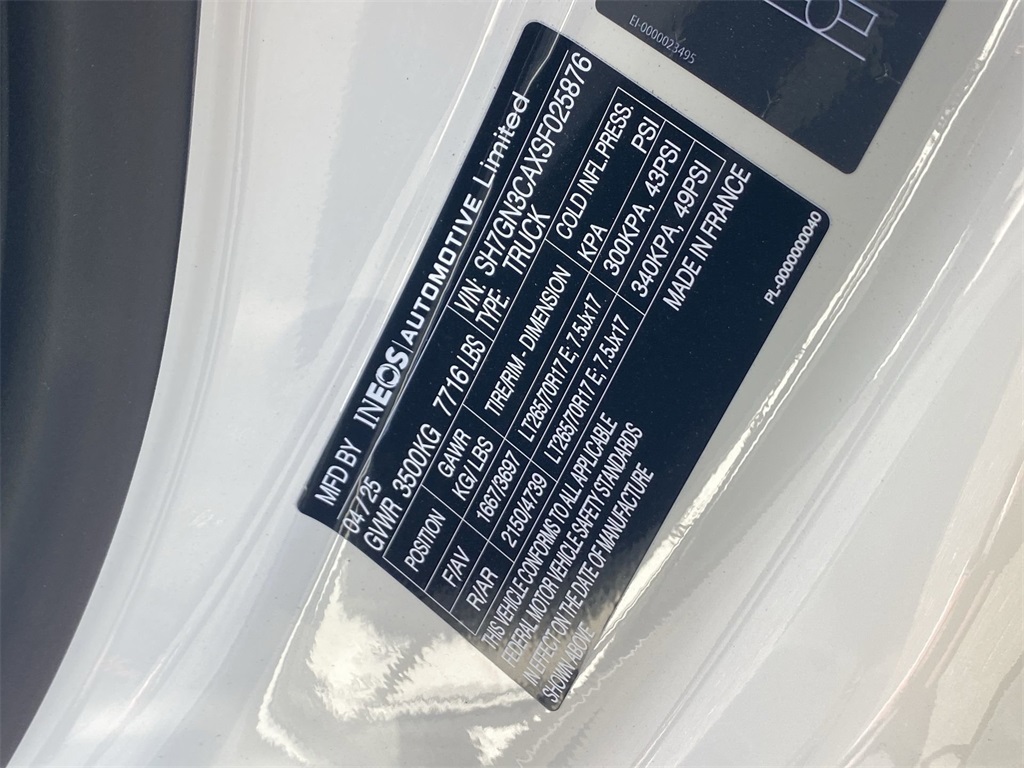 EI-0000023495
MFD BY INEOS AUTOMOTIVE Limited
04/25 VIN: SH7GN3CAXSF025876
GVWR 3500KG 7716 LBS TYPE: TRUCK
POSITION GAWR KG/LBS TIRE/RIM - DIMENSION COLD INFL.PRESS. KPA PSI
F/AV 1667/3697 LT265/70R17 E; 7.5Jx17 300KPA, 43PSI
R/AR 2150/4739 LT265/70R17 E; 7.5Jx17 340KPA, 49PSI
THIS VEHICLE CONFORMS TO ALL APPLICABLE
FEDERAL MOTOR VEHICLE SAFETY STANDARDS
IN EFFECT ON THE DATE OF MANUFACTURE
SHOWN ABOVE
MADE IN FRANCE
PL-0000000040